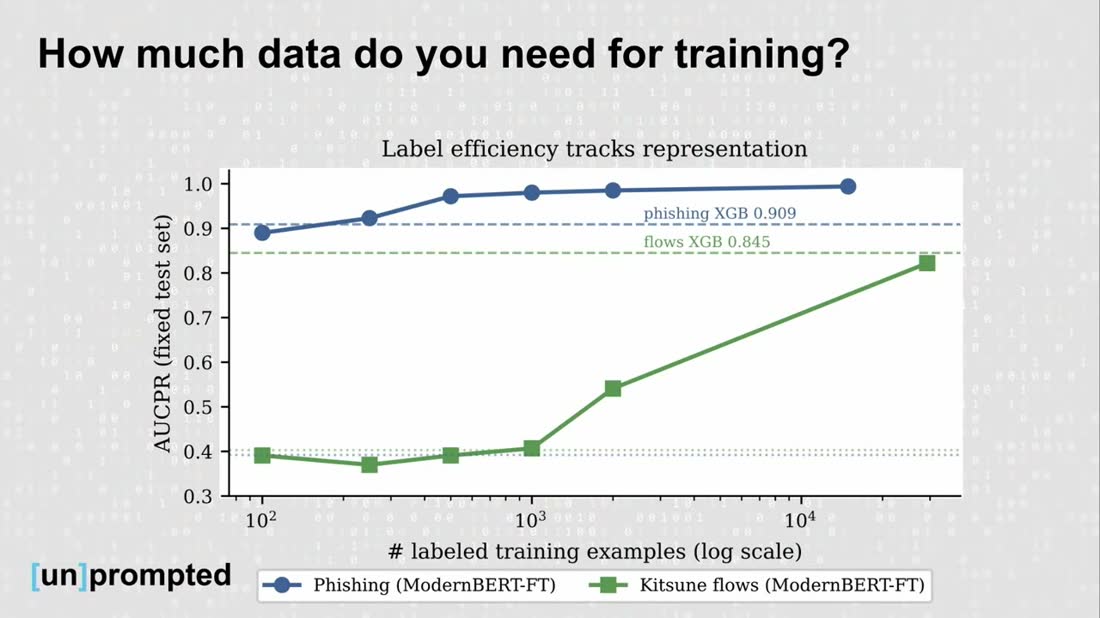 How much data do you need for training?
Label efficiency tracks representation
AUCPR (fixed test set)
1.0
0.9
0.8
0.7
0.6
0.5
0.4
0.3
phishing XGB 0.909
flows XGB 0.845
10²
10³
10⁴
# labeled training examples (log scale)
Phishing (ModernBERT-FT)
Kitsune flows (ModernBERT-FT)
[un]prompted